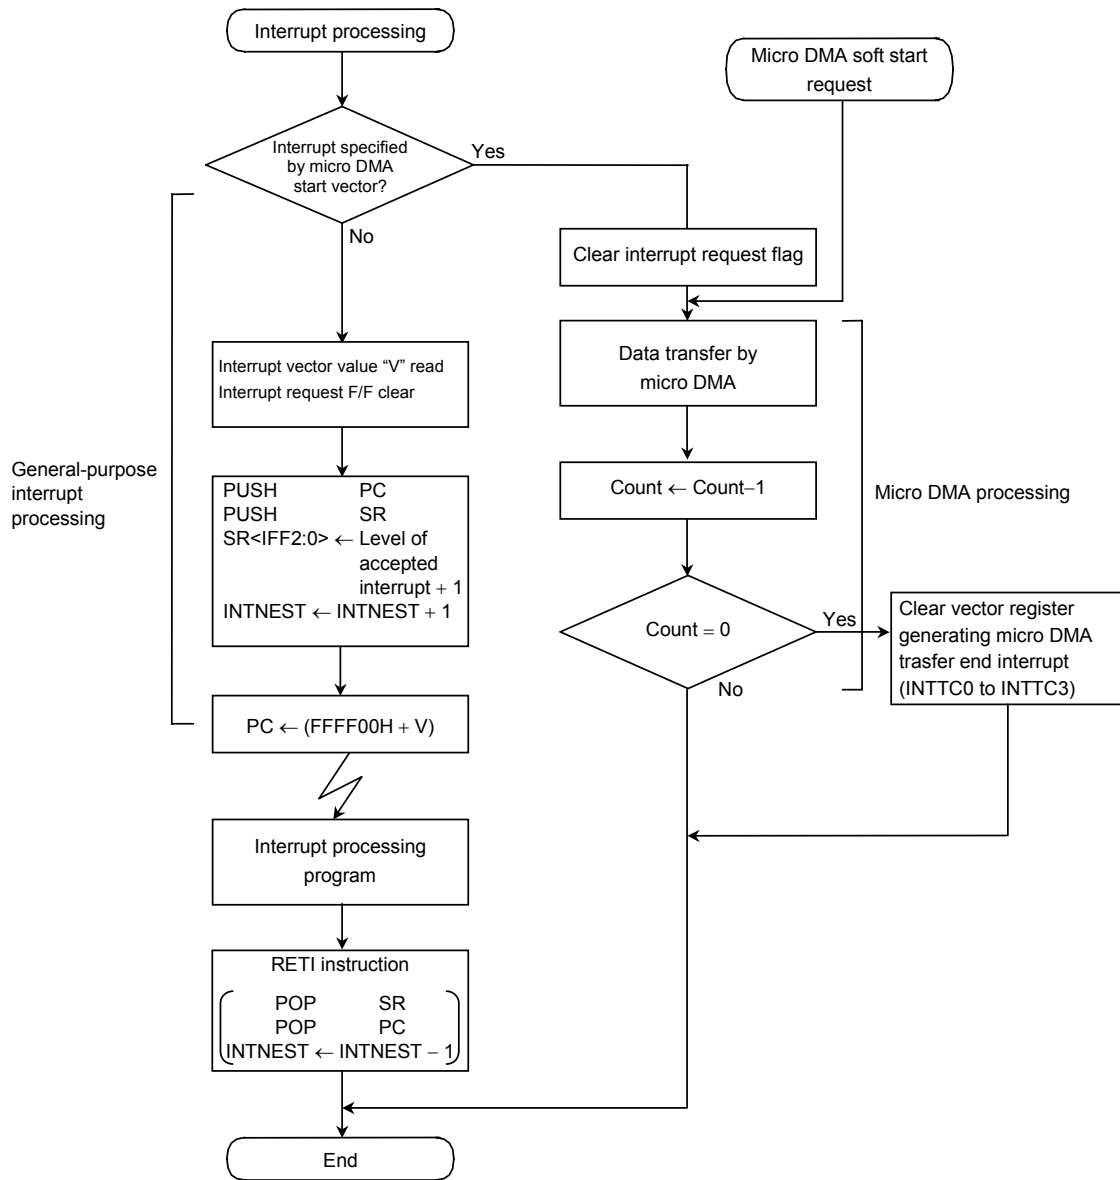 Interrupt processing
Micro DMA soft start
request
Interrupt specified
by micro DMA
start vector?
Yes
No
Clear interrupt request flag
Interrupt vector value “V” read
Interrupt request F/F clear
Data transfer by
micro DMA
General-purpose
interrupt
processing
PUSH PC
PUSH SR
SR<IFF2:0> ← Level of
accepted
interrupt + 1
INTNEST ← INTNEST + 1
Count ← Count−1
Micro DMA processing
Count = 0
Yes
No
Clear vector register
generating micro DMA
trasfer end interrupt
(INTTC0 to INTTC3)
PC ← (FFFF00H + V)
Interrupt processing
program
RETI instruction
POP SR
POP PC
INTNEST ← INTNEST − 1
End